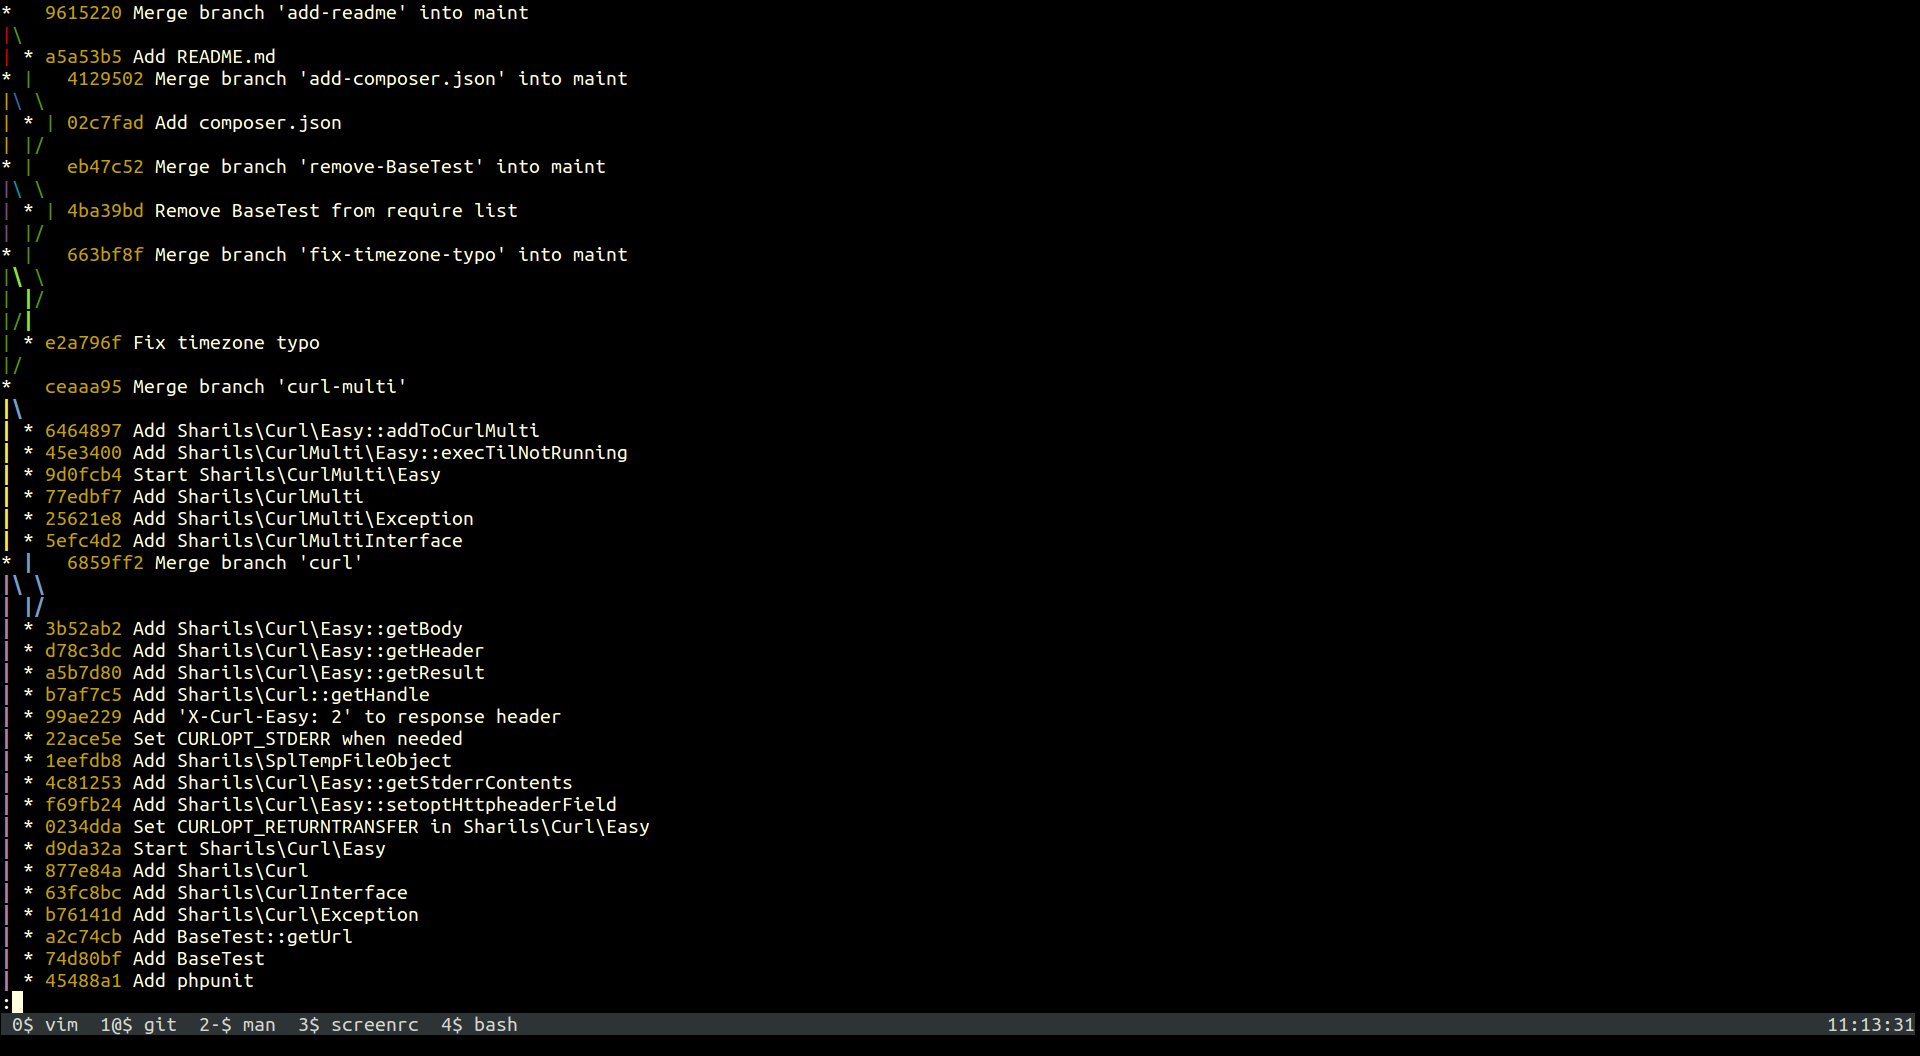 *   9615220 Merge branch 'add-readme' into maint
|\
| * a5a53b5 Add README.md
* |   4129502 Merge branch 'add-composer.json' into maint
|\ \
| * | 02c7fad Add composer.json
| |/
* |   eb47c52 Merge branch 'remove-BaseTest' into maint
|\ \
| * | 4ba39bd Remove BaseTest from require list
| |/
* |   663bf8f Merge branch 'fix-timezone-typo' into maint
|\ \
| |/
|/|
| * e2a796f Fix timezone typo
|/
*   ceaaa95 Merge branch 'curl-multi'
|\
| * 6464897 Add Sharils\Curl\Easy::addToCurlMulti
| * 45e3400 Add Sharils\CurlMulti\Easy::execTilNotRunning
| * 9d0fcb4 Start Sharils\CurlMulti\Easy
| * 77edbf7 Add Sharils\CurlMulti
| * 25621e8 Add Sharils\CurlMulti\Exception
| * 5efc4d2 Add Sharils\CurlMultiInterface
* |   6859ff2 Merge branch 'curl'
|\ \
| |/
| * 3b52ab2 Add Sharils\Curl\Easy::getBody
| * d78c3dc Add Sharils\Curl\Easy::getHeader
| * a5b7d80 Add Sharils\Curl\Easy::getResult
| * b7af7c5 Add Sharils\Curl::getHandle
| * 99ae229 Add 'X-Curl-Easy: 2' to response header
| * 22ace5e Set CURLOPT_STDERR when needed
| * 1eefdb8 Add Sharils\SplTempFileObject
| * 4c81253 Add Sharils\Curl\Easy::getStderrContents
| * f69fb24 Add Sharils\Curl\Easy::setoptHttpheaderField
| * 0234dda Set CURLOPT_RETURNTRANSFER in Sharils\Curl\Easy
| * d9da32a Start Sharils\Curl\Easy
| * 877e84a Add Sharils\Curl
| * 63fc8bc Add Sharils\CurlInterface
| * b76141d Add Sharils\Curl\Exception
| * a2c74cb Add BaseTest::getUrl
| * 74d80bf Add BaseTest
| * 45488a1 Add phpunit
:
0$ vim  1@$ git  2-$ man  3$ screenrc  4$ bash 11:13:31